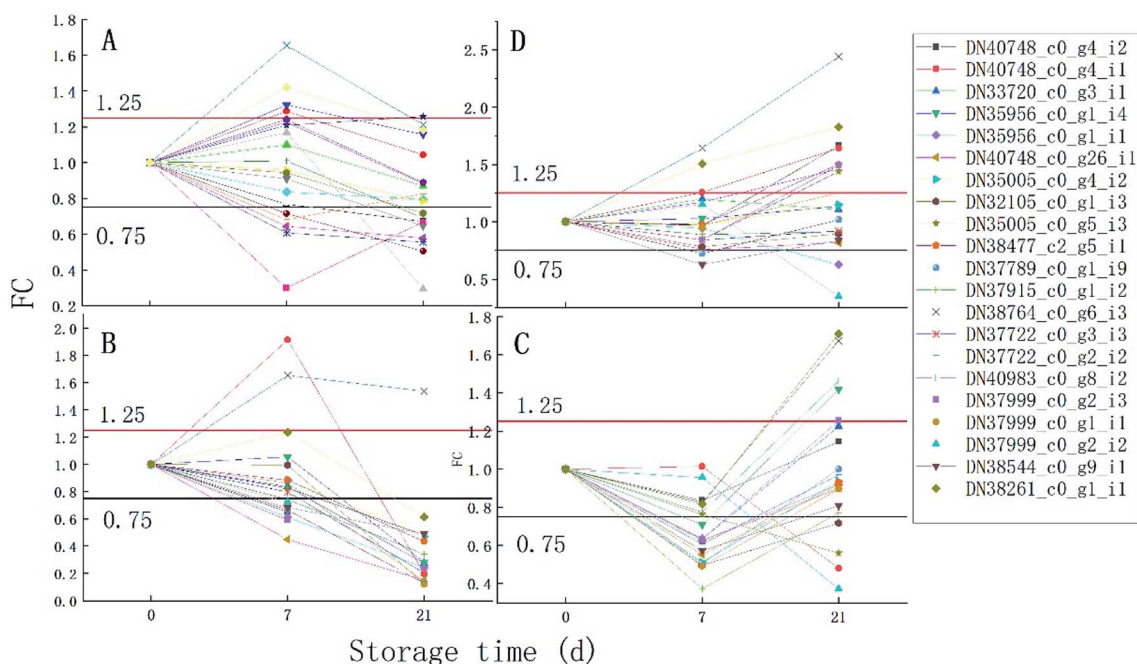 A
1.8
1.6
1.4
1.2
1.0
0.8
0.6
0.4
0.2
1.25
0.75
D
2.5
2.0
1.5
1.0
0.5
1.25
0.75
FC
B
2.0
1.8
1.6
1.4
1.2
1.0
0.8
0.6
0.4
0.2
0.0
1.25
0.75
0
7
21
C
1.8
1.6
1.4
1.2
1.0
0.8
0.6
0.4
1.25
0.75
FC
0
7
21
Storage time (d)
DN40748_c0_g4_i2
DN40748_c0_g4_i1
DN33720_c0_g3_i1
DN35956_c0_g1_i4
DN35956_c0_g1_i1
DN40748_c0_g26_i1
DN35005_c0_g4_i2
DN32105_c0_g1_i3
DN35005_c0_g5_i3
DN38477_c2_g5_i1
DN37789_c0_g1_i9
DN37915_c0_g1_i2
DN38764_c0_g6_i3
DN37722_c0_g3_i3
DN37722_c0_g2_i2
DN40983_c0_g8_i2
DN37999_c0_g2_i3
DN37999_c0_g1_i1
DN37999_c0_g2_i2
DN38544_c0_g9_i1
DN38261_c0_g1_i1